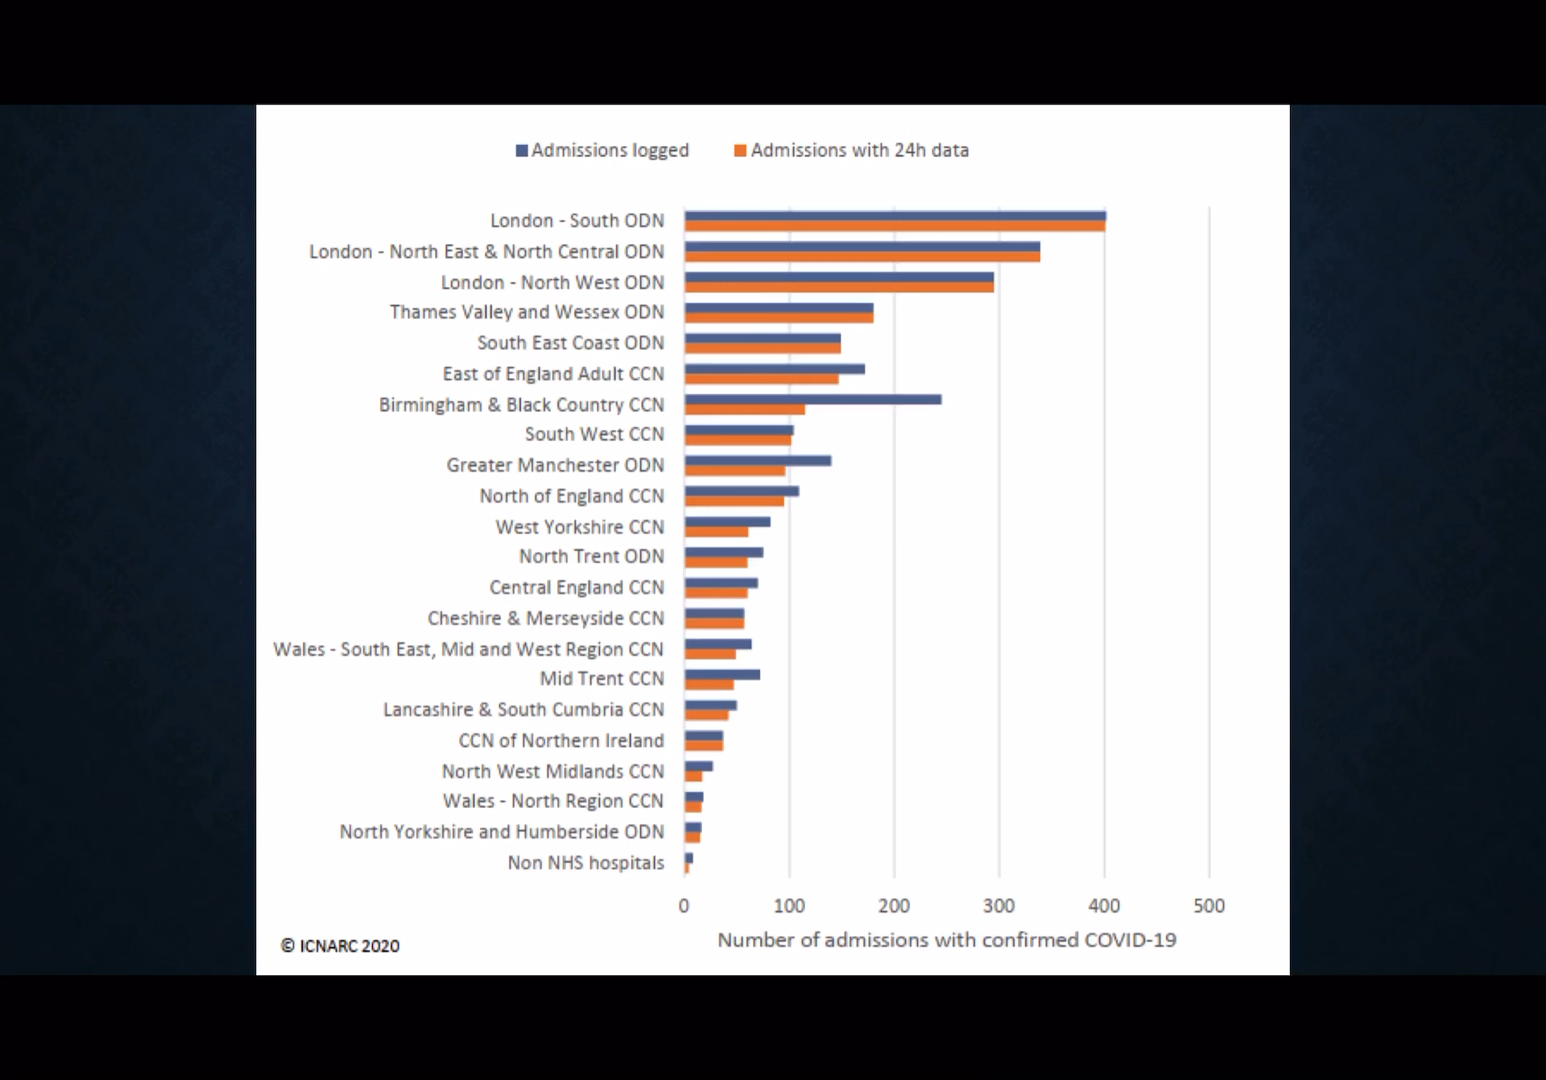 Admissions logged Admissions with 24h data
London - South ODN
London - North East & North Central ODN
London - North West ODN
Thames Valley and Wessex ODN
South East Coast ODN
East of England Adult CCN
Birmingham & Black Country CCN
South West CCN
Greater Manchester ODN
North of England CCN
West Yorkshire CCN
North Trent ODN
Central England CCN
Cheshire & Merseyside CCN
Wales - South East, Mid and West Region CCN
Mid Trent CCN
Lancashire & South Cumbria CCN
CCN of Northern Ireland
North West Midlands CCN
Wales - North Region CCN
North Yorkshire and Humberside ODN
Non NHS hospitals
0 100 200 300 400 500
Number of admissions with confirmed COVID-19
© ICNARC 2020